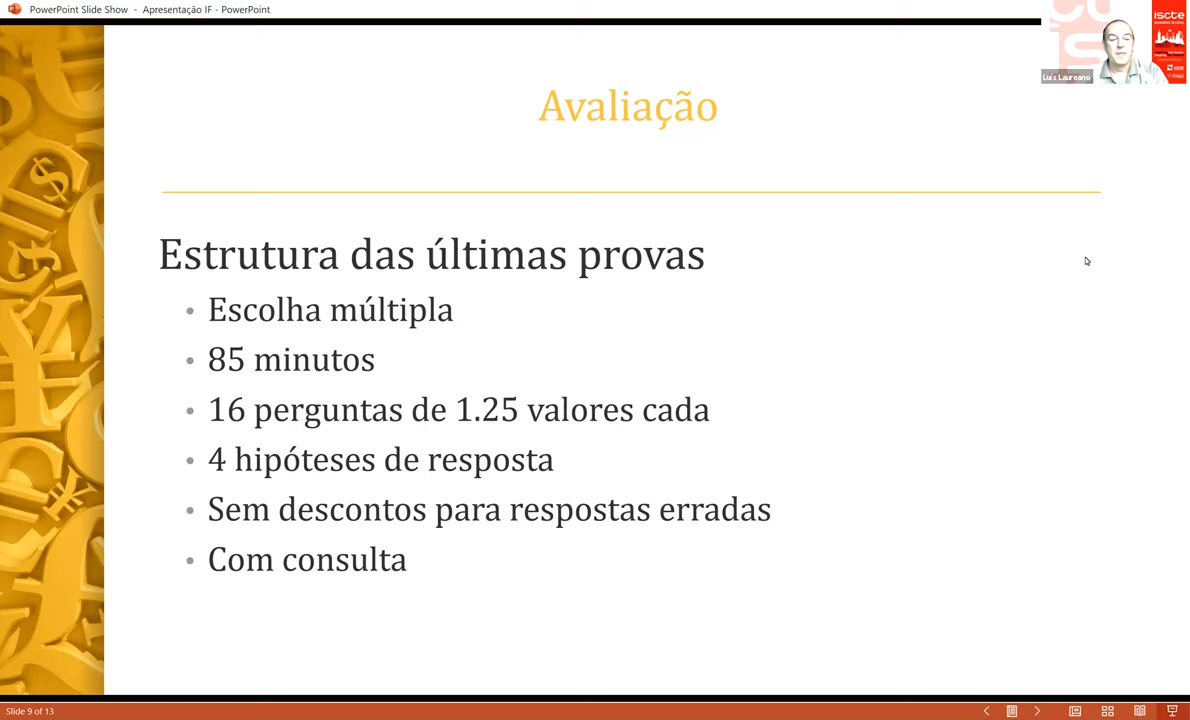 PowerPoint Slide Show - Apresentação IF - PowerPoint
iscte
Luís Laureano
Avaliação
Estrutura das últimas provas
• Escolha múltipla
• 85 minutos
• 16 perguntas de 1.25 valores cada
• 4 hipóteses de resposta
• Sem descontos para respostas erradas
• Com consulta
Slide 9 of 13